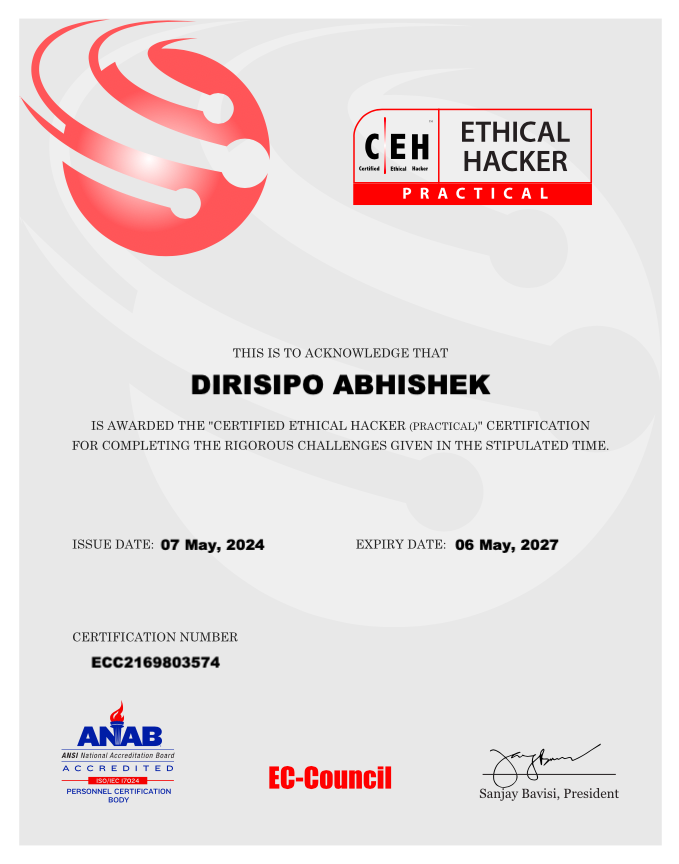 C|EH
Certified Ethical Hacker
ETHICAL
HACKER
PRACTICAL
THIS IS TO ACKNOWLEDGE THAT
DIRISIPO ABHISHEK
IS AWARDED THE "CERTIFIED ETHICAL HACKER (PRACTICAL)" CERTIFICATION
FOR COMPLETING THE RIGOROUS CHALLENGES GIVEN IN THE STIPULATED TIME.
ISSUE DATE: 07 May, 2024 EXPIRY DATE: 06 May, 2027
CERTIFICATION NUMBER
ECC2169803574
ANAB
ANSI National Accreditation Board
ACCREDITED
ISO/IEC 17024
PERSONNEL CERTIFICATION
BODY
EC-Council
Sanjay Bavisi, President